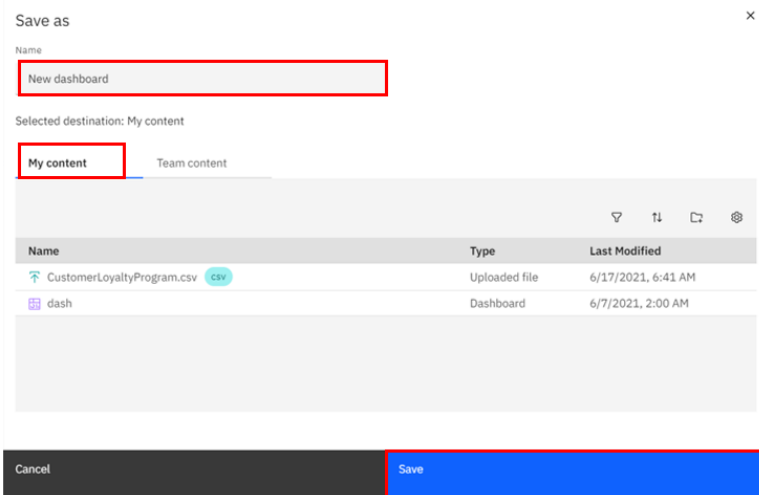 Save as
Name
New dashboard
Selected destination: My content
My content Team content
Name Type Last Modified
CustomerLoyaltyProgram.csv csv Uploaded file 6/17/2021, 6:41 AM
dash Dashboard 6/7/2021, 2:00 AM
Cancel Save